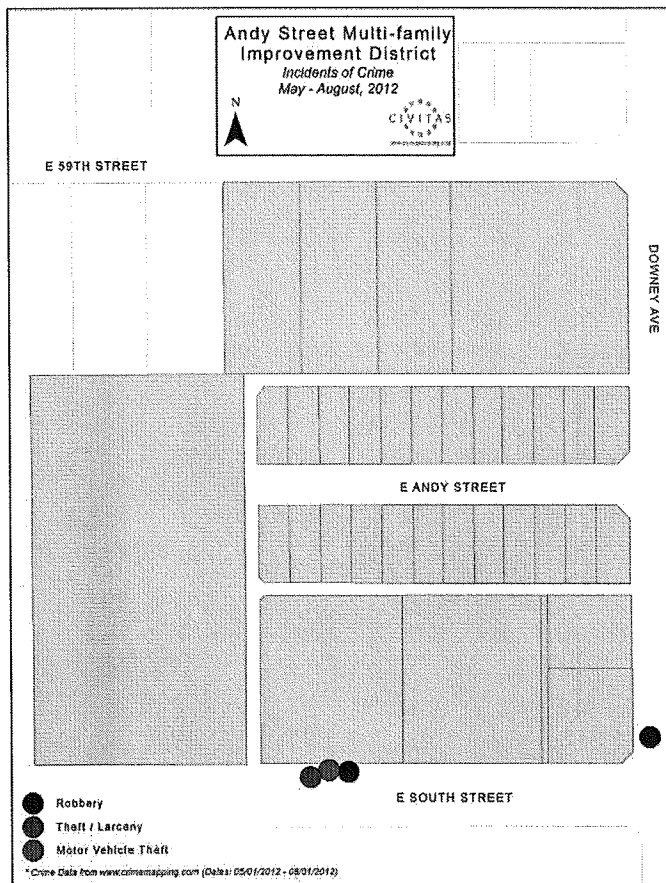 Andy Street Multi-family
Improvement District
Incidents of Crime
May - August, 2012
N
CIVITAS
E 59TH STREET
DOWNEY AVE
E ANDY STREET
E SOUTH STREET
Robbery
Theft / Larceny
Motor Vehicle Theft
* Crime Data from www.crimemapping.com (Dates: 05/01/2012 - 08/01/2012)